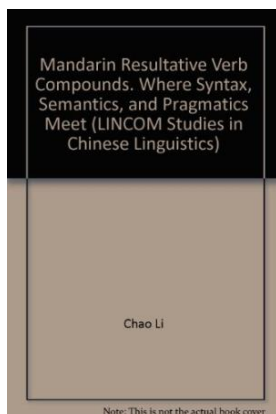 Mandarin Resultative Verb
Compounds. Where Syntax,
Semantics, and Pragmatics
Meet (LINCOM Studies in
Chinese Linguistics)
Chao Li
Note: This is not the actual book cover